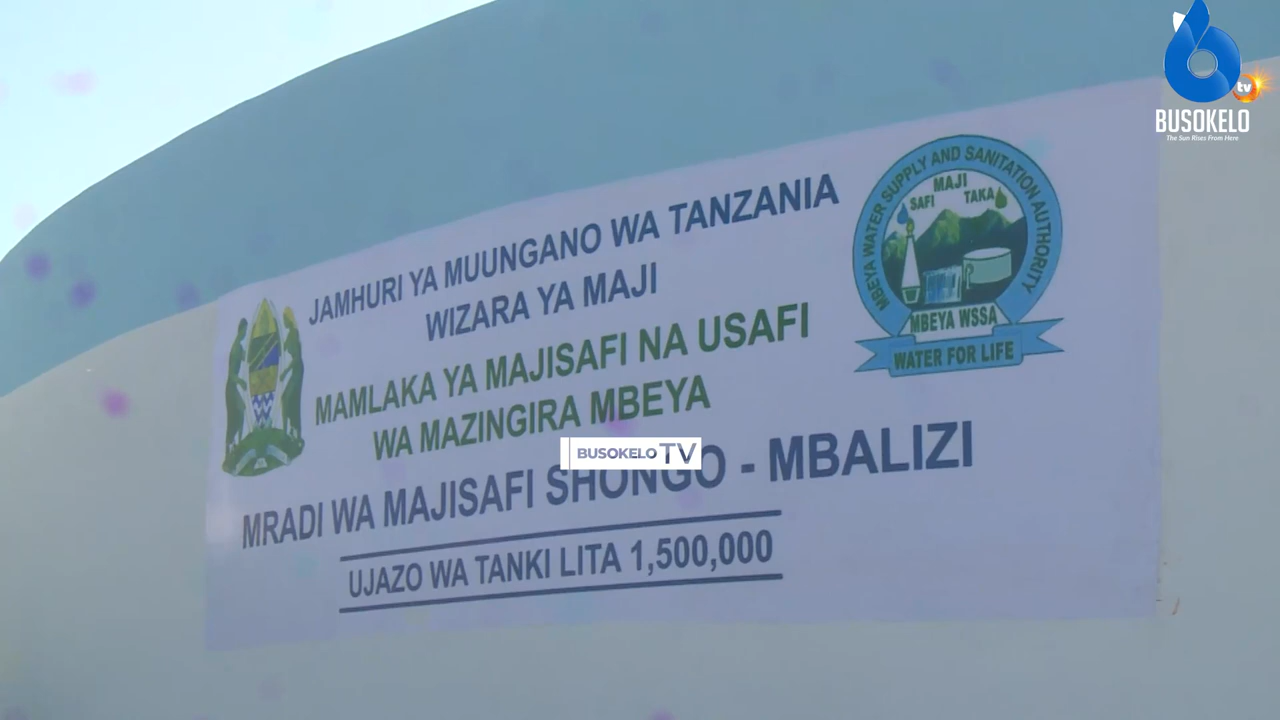 BUSOKELO
tv
The Sun Rises From Here
JAMHURI YA MUUNGANO WA TANZANIA
WIZARA YA MAJI
MAMLAKA YA MAJISAFI NA USAFI
WA MAZINGIRA MBEYA
MRADI WA MAJISAFI SHONGO - MBALIZI
UJAZO WA TANKI LITA 1,500,000
MBEYA WATER SUPPLY AND SANITATION AUTHORITY
MAJI
SAFI TAKA
MBEYA WSSA
WATER FOR LIFE
BUSOKELO TV